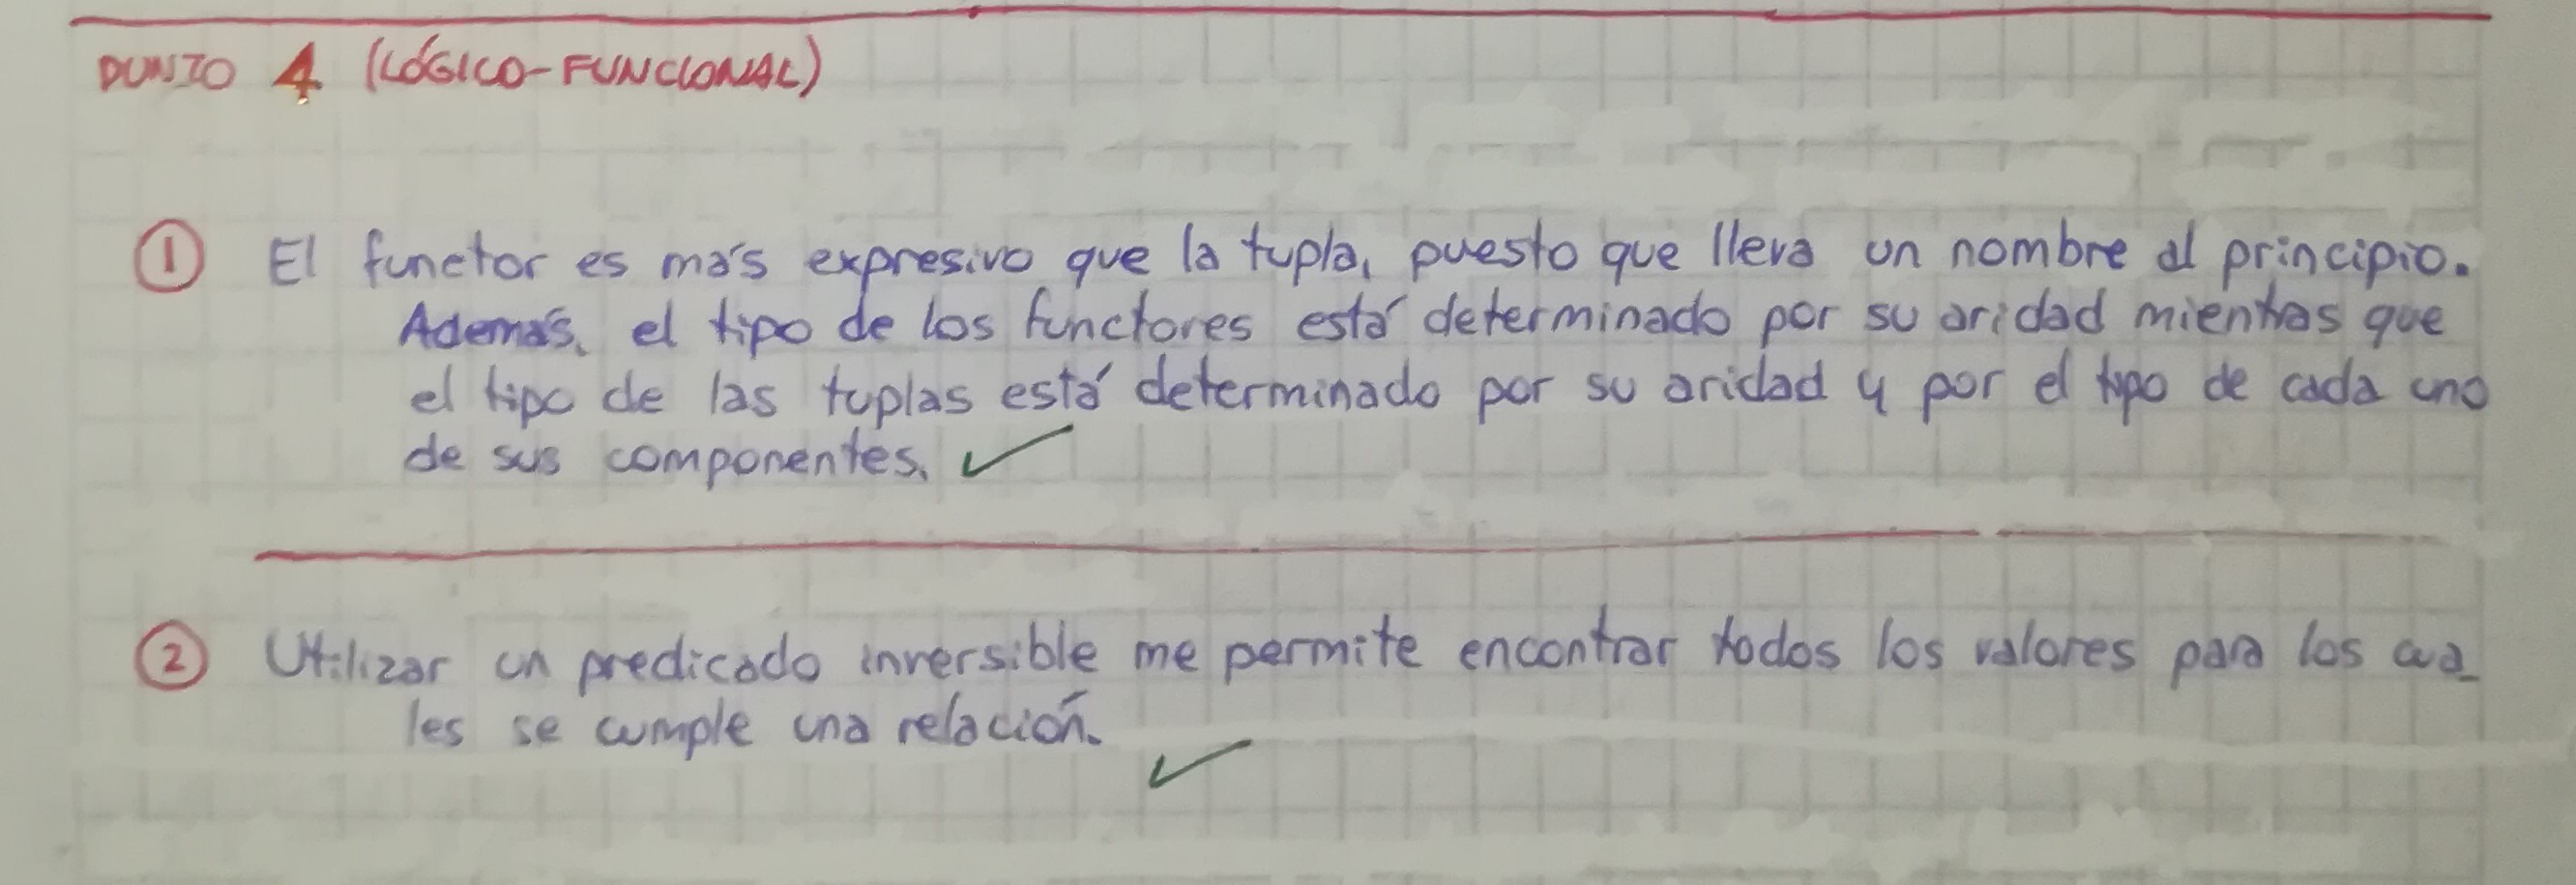 PUNTO 4 (LÓGICO-FUNCIONAL)
1 El functor es más expresivo que la tupla, puesto que lleva un nombre al principio.
Además, el tipo de los functores está determinado por su aridad mientras que
el tipo de las tuplas está determinado por su aridad y por el tipo de cada uno
de sus componentes.
2 Utilizar un predicado inversible me permite encontrar todos los valores para los cua_
les se cumple una relación.